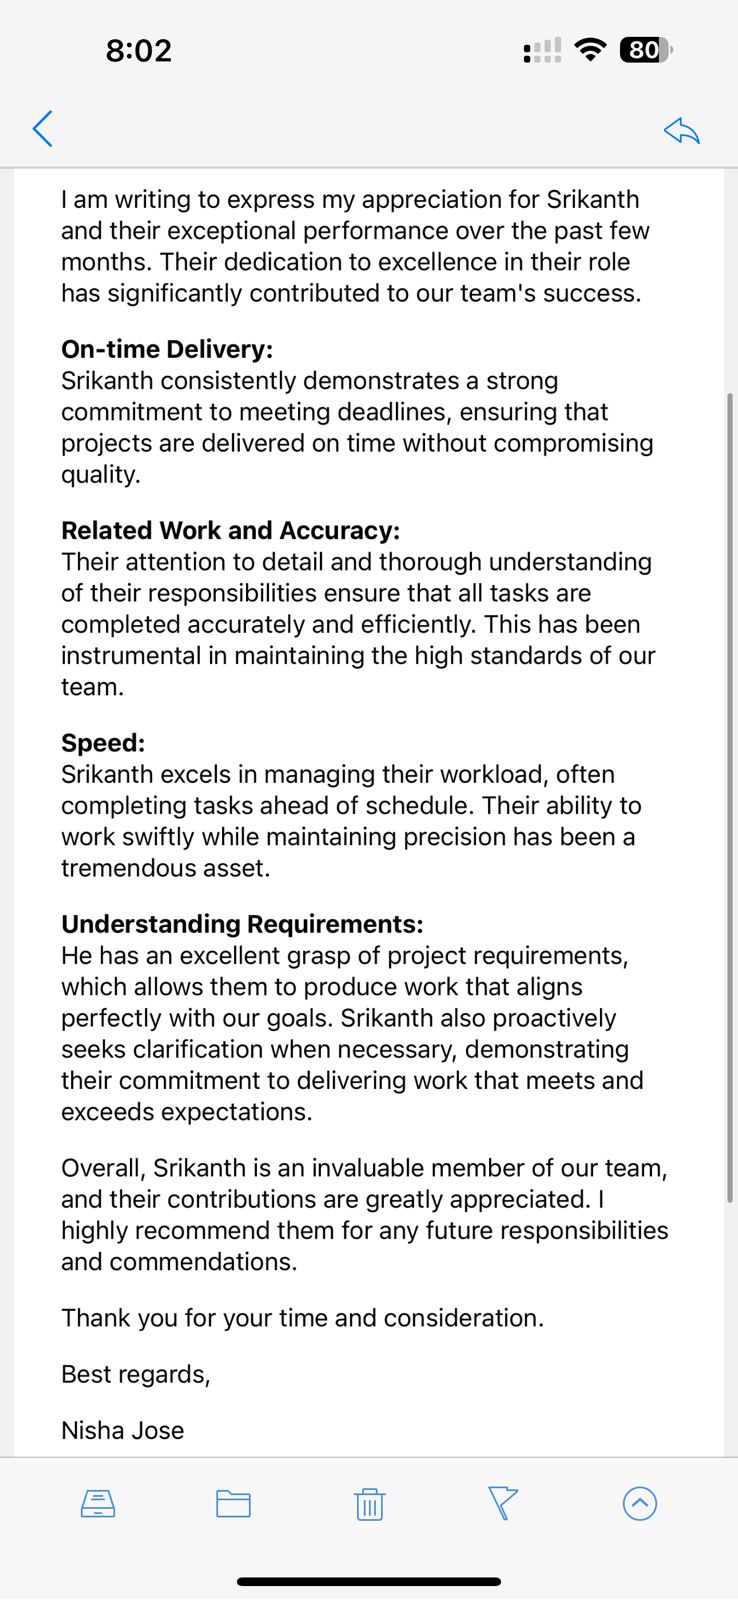 8:02
80
I am writing to express my appreciation for Srikanth
and their exceptional performance over the past few
months. Their dedication to excellence in their role
has significantly contributed to our team's success.
On-time Delivery:
Srikanth consistently demonstrates a strong
commitment to meeting deadlines, ensuring that
projects are delivered on time without compromising
quality.
Related Work and Accuracy:
Their attention to detail and thorough understanding
of their responsibilities ensure that all tasks are
completed accurately and efficiently. This has been
instrumental in maintaining the high standards of our
team.
Speed:
Srikanth excels in managing their workload, often
completing tasks ahead of schedule. Their ability to
work swiftly while maintaining precision has been a
tremendous asset.
Understanding Requirements:
He has an excellent grasp of project requirements,
which allows them to produce work that aligns
perfectly with our goals. Srikanth also proactively
seeks clarification when necessary, demonstrating
their commitment to delivering work that meets and
exceeds expectations.
Overall, Srikanth is an invaluable member of our team,
and their contributions are greatly appreciated. I
highly recommend them for any future responsibilities
and commendations.
Thank you for your time and consideration.
Best regards,
Nisha Jose